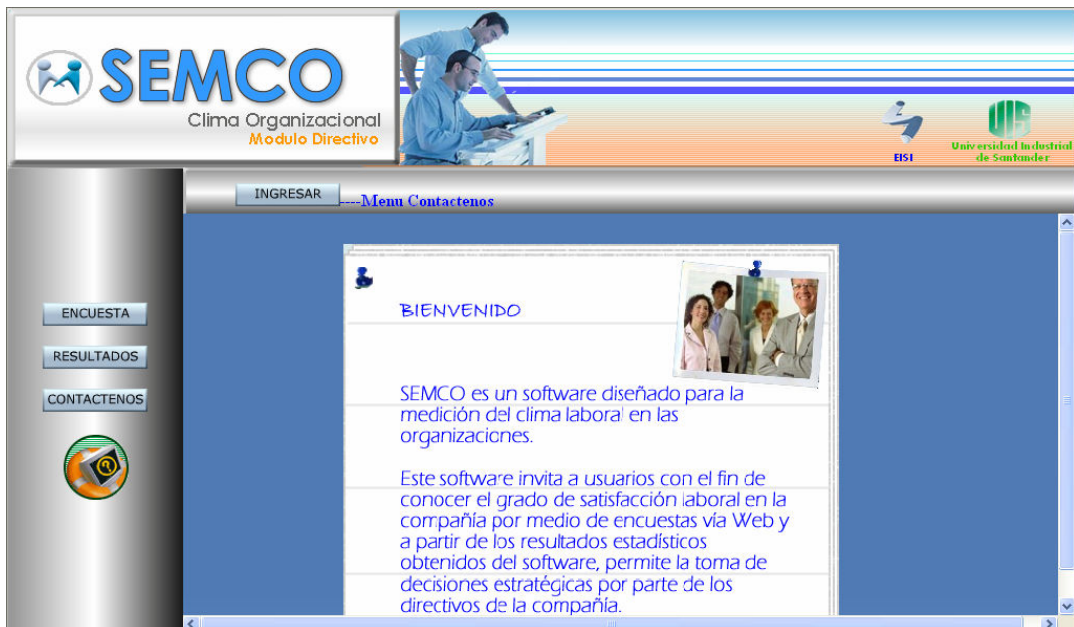 SEMCO
Clima Organizacional
Modulo Directivo
EISI
UIS
Universidad Industrial
de Santander
INGRESAR
----Menu Contactenos
ENCUESTA
RESULTADOS
CONTACTENOS
BIENVENIDO
SEMCO es un software diseñado para la
medición del clima laboral en las
organizaciones.
Este software invita a usuarios con el fin de
conocer el grado de satisfacción laboral en la
compañía por medio de encuestas vía Web y
a partir de los resultados estadísticos
obtenidos del software, permite la toma de
decisiones estratégicas por parte de los
directivos de la compañía.